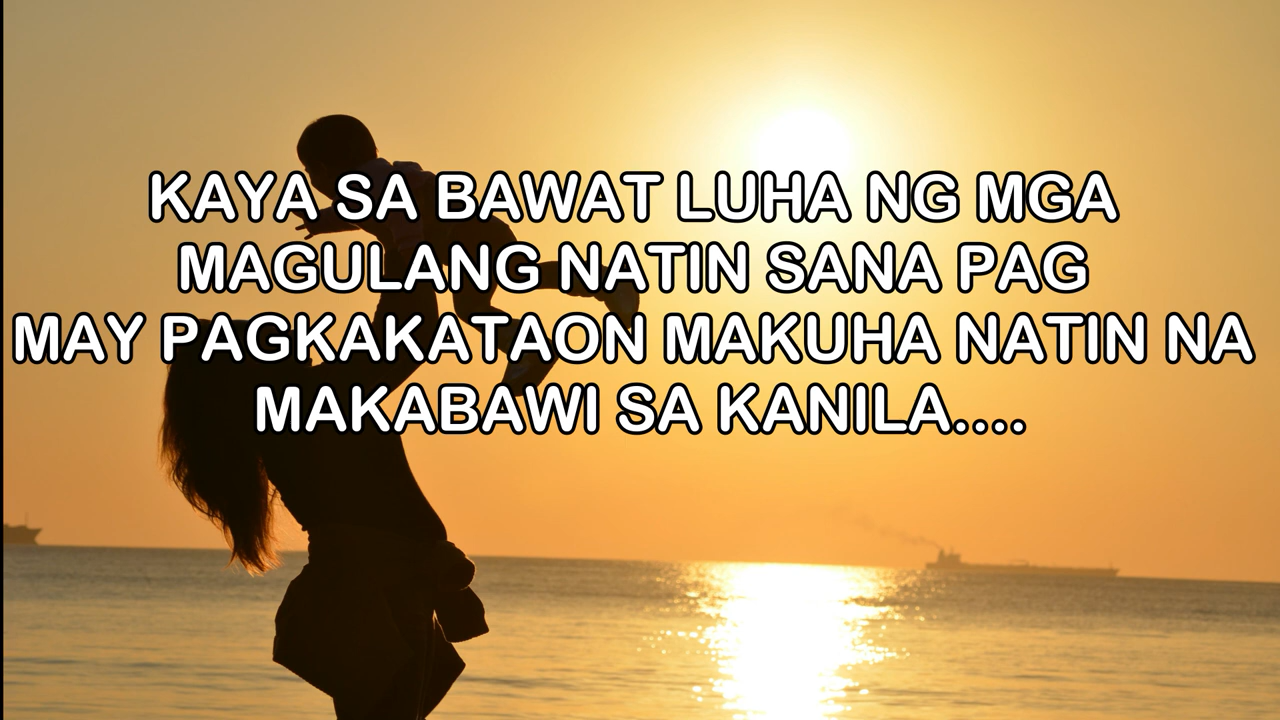 KAYA SA BAWAT LUHA NG MGA
MAGULANG NATIN SANA PAG
MAY PAGKAKATAON MAKUHA NATIN NA
MAKABAWI SA KANILA....